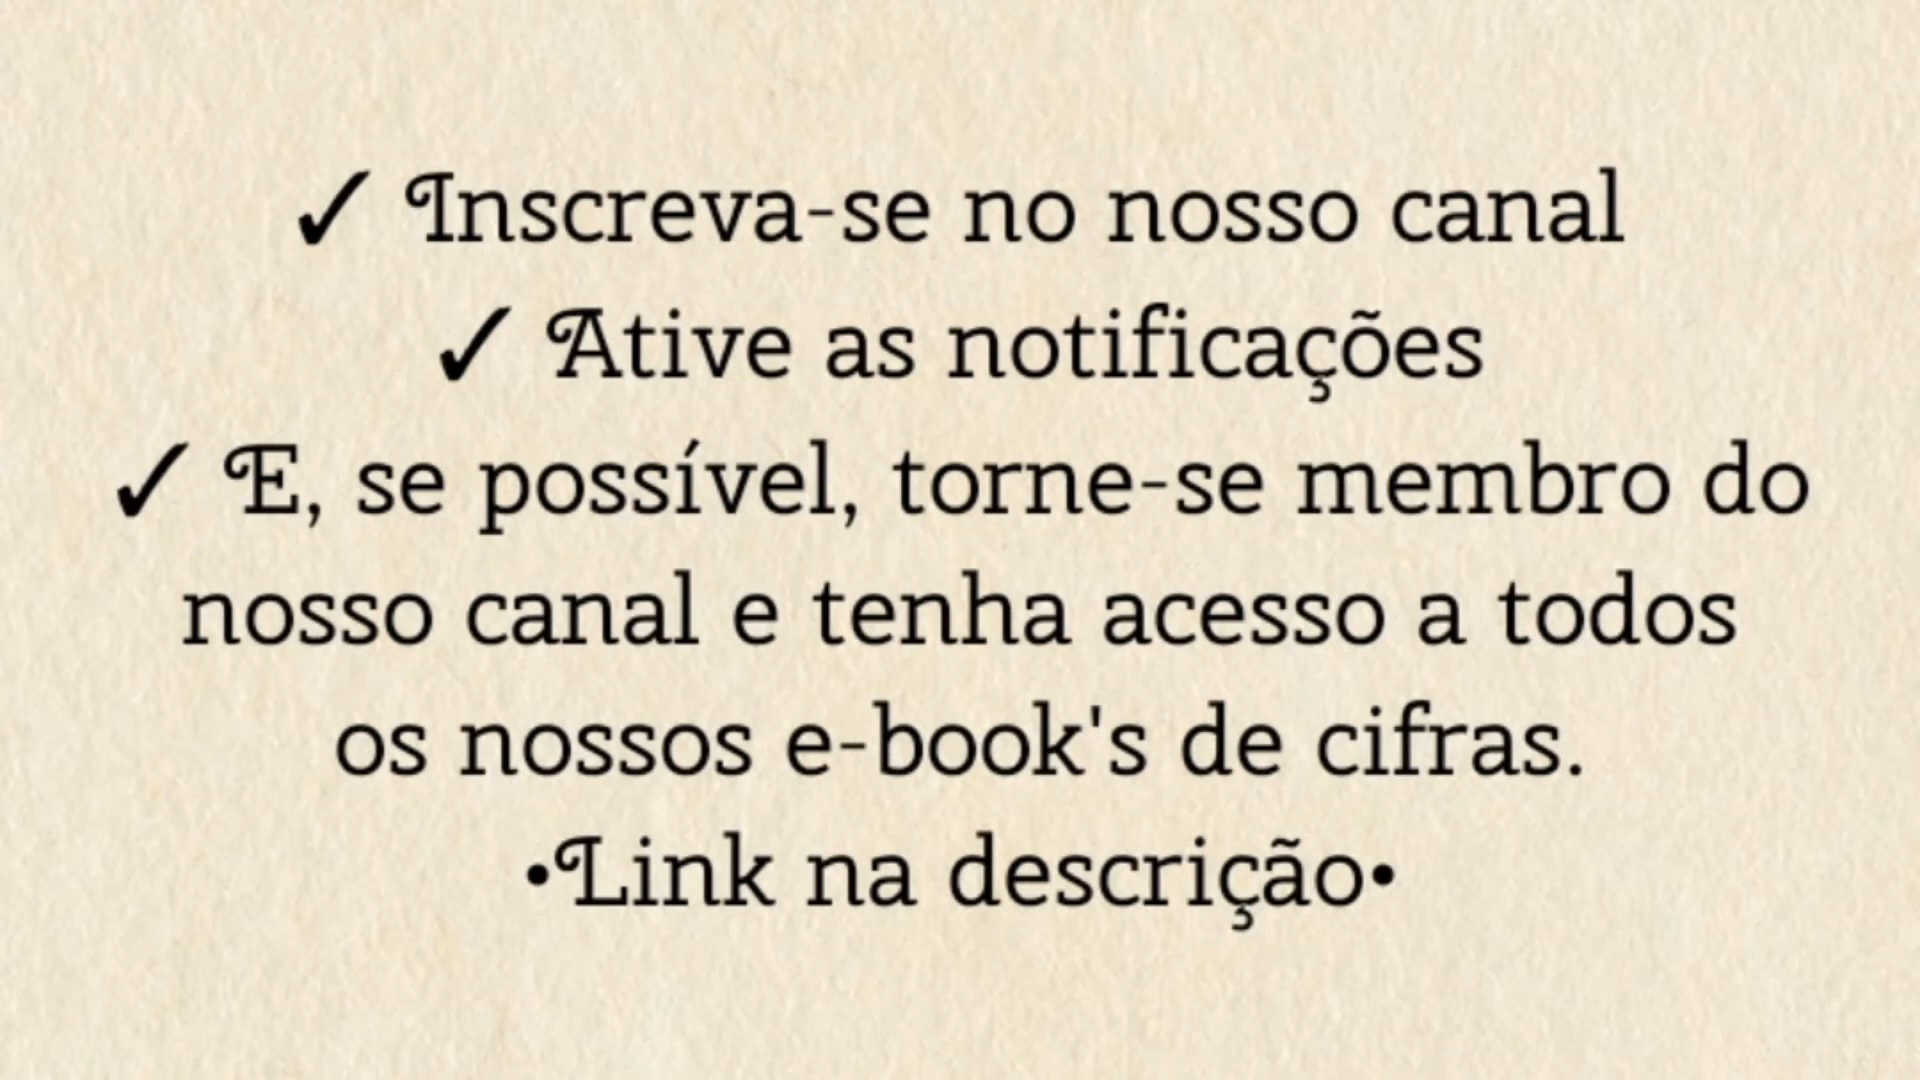 ✓ Inscreva-se no nosso canal
✓ Ative as notificações
✓ E, se possível, torne-se membro do
nosso canal e tenha acesso a todos
os nossos e-book's de cifras.
•Link na descrição•